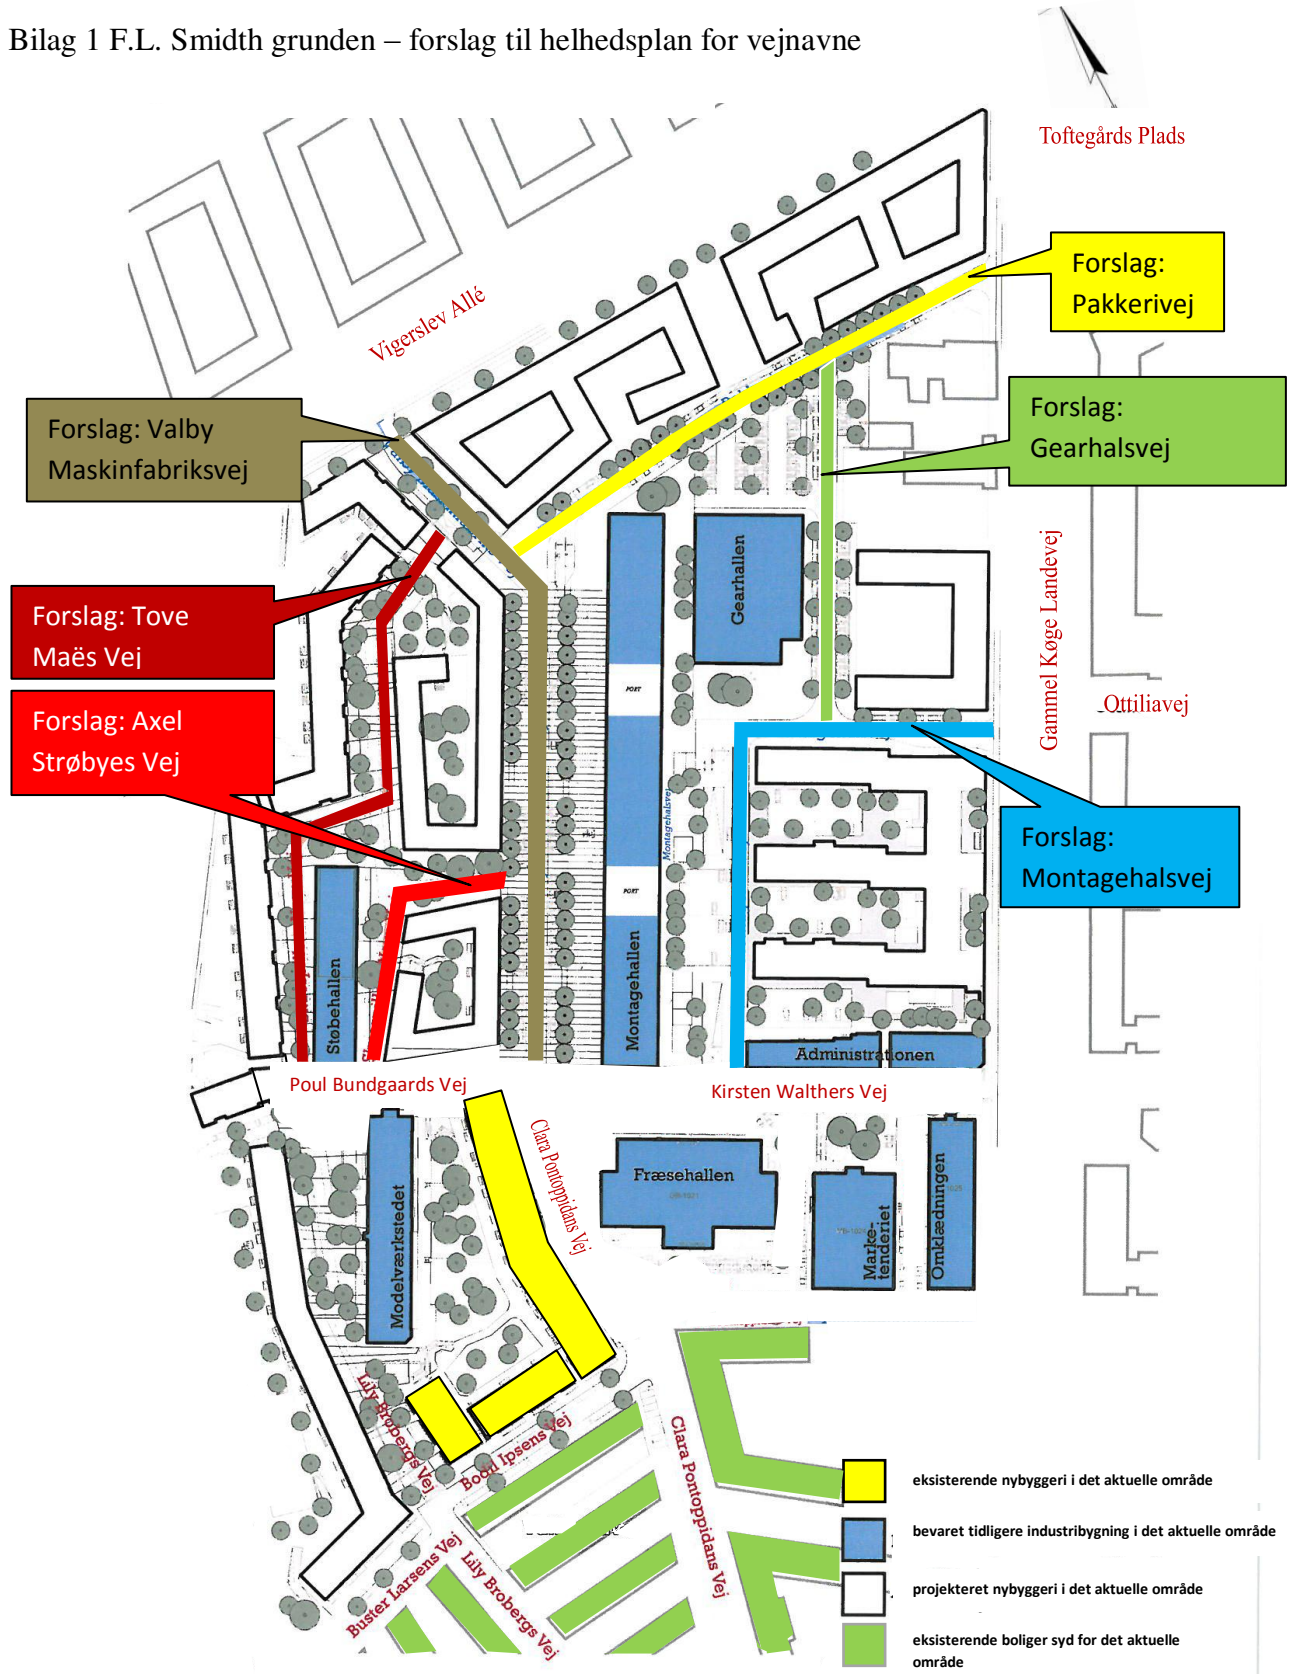 Bilag 1 F.L. Smidth grunden – forslag til helhedsplan for vejnavne
Toftegårds Plads
Forslag:
Pakkerivej
Vigerslev Allé
Forslag:
Gearhalsvej
Forslag: Valby
Maskinfabriksvej
Gammel Køge Landevej
Gearhallen
Forslag: Tove
Maës Vej
PORT
Ottiliavej
Forslag: Axel
Strøbyes Vej
Montagehalsvej
Forslag:
Montagehalsvej
PORT
Støbehallen
Montagehallen
Administrationen
Poul Bundgaards Vej
Kirsten Walthers Vej
Clara Pontoppidans Vej
Modelværkstedet
Fræsehallen
Marke-
tenderiet
Omklædningen
Lily Brobergs Vej
Bodil Ipsens Vej
Clara Pontoppidans Vej
Buster Larsens Vej
Lily Brobergs Vej
eksisterende nybyggeri i det aktuelle område
bevaret tidligere industribygning i det aktuelle område
projekteret nybyggeri i det aktuelle område
eksisterende boliger syd for det aktuelle
område